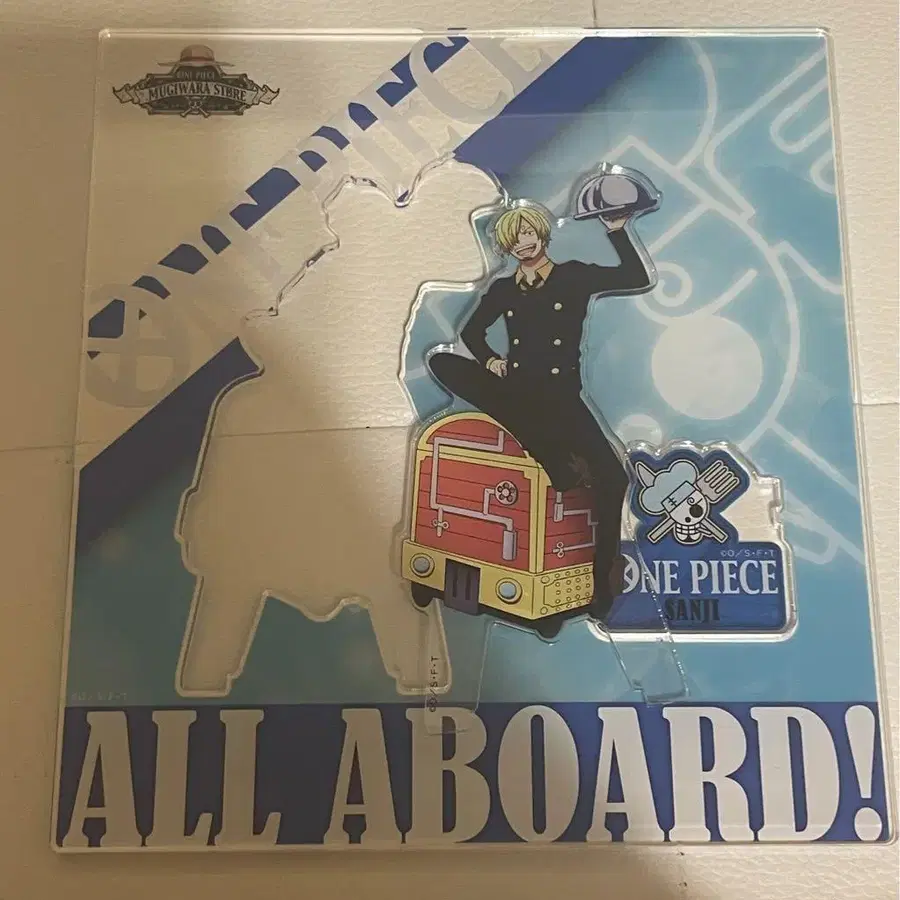 ONE PIECE
MUGIWARA STORE
ONE PIECE
©O/S・F・T
ONE PIECE
SANJI
©O/S・F・T
©O/S・F・T
ALL ABOARD!